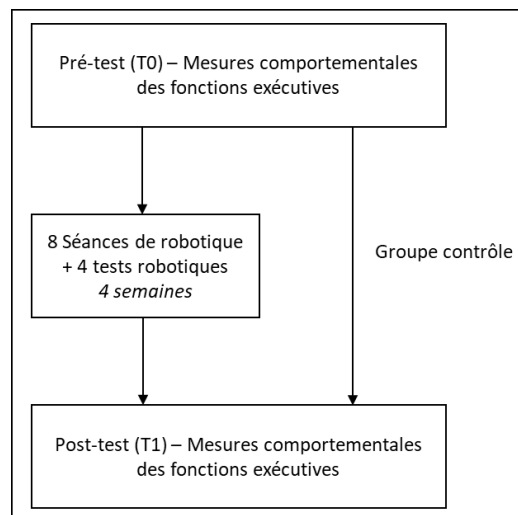 Pré-test (T0) – Mesures comportementales
des fonctions exécutives
8 Séances de robotique
+ 4 tests robotiques
4 semaines
Groupe contrôle
Post-test (T1) – Mesures comportementales
des fonctions exécutives